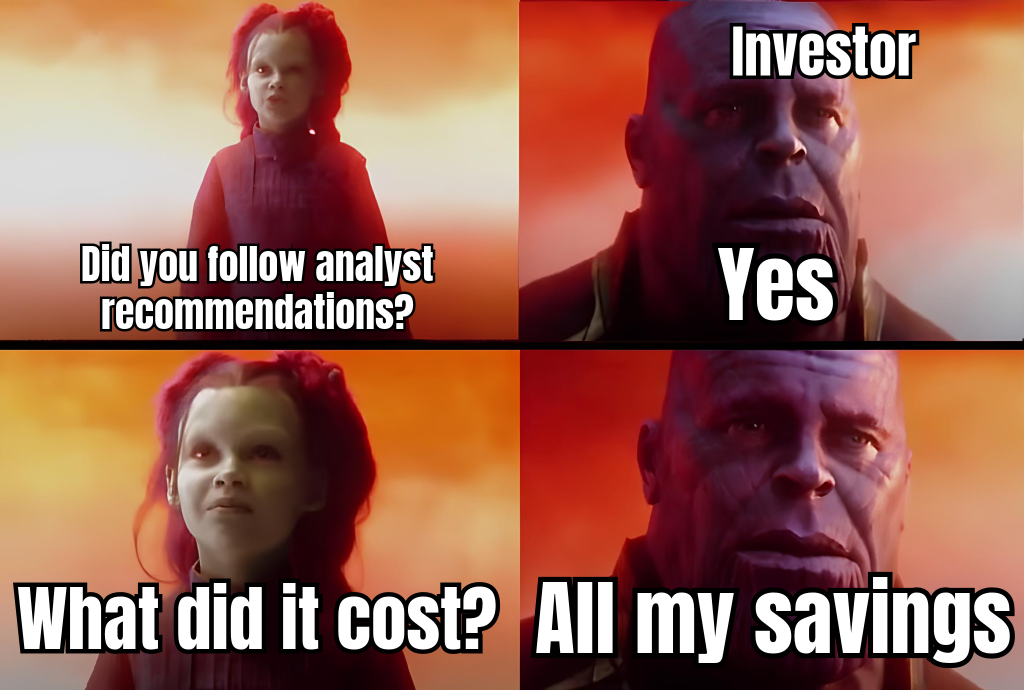 Did you follow analyst
recommendations?
Investor
Yes
What did it cost?
All my savings